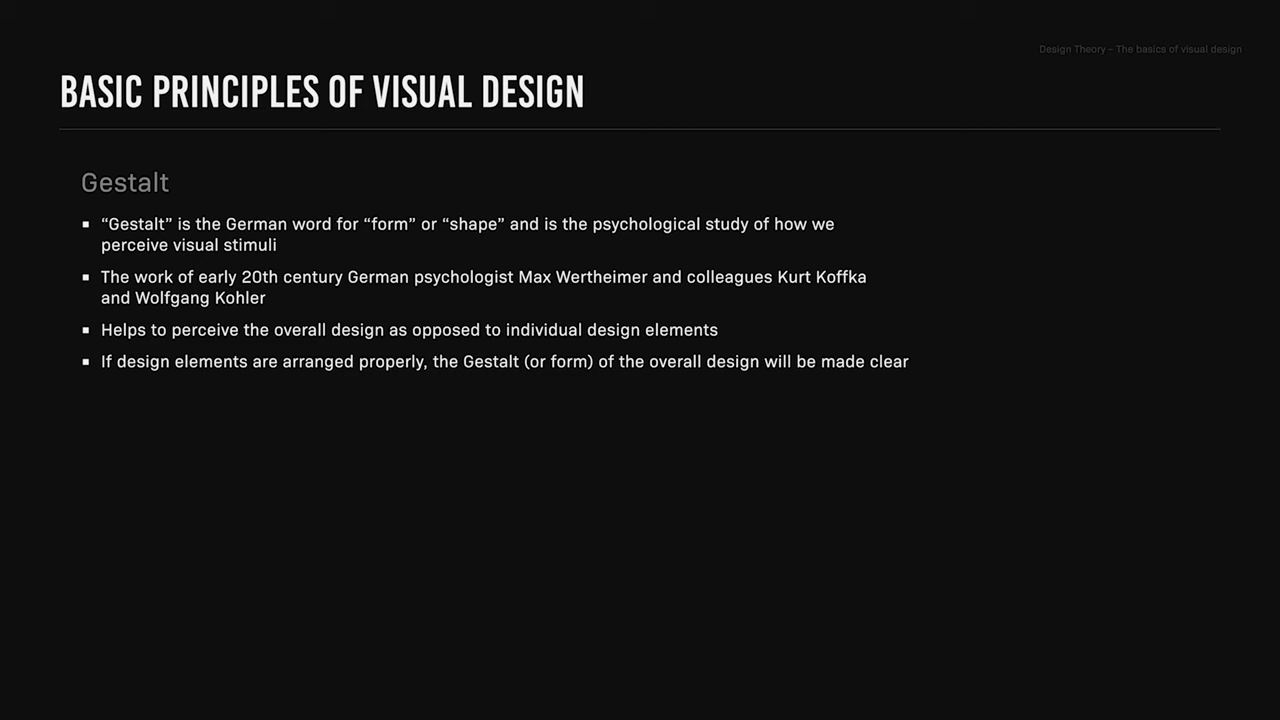 Design Theory – The basics of visual design
BASIC PRINCIPLES OF VISUAL DESIGN
Gestalt
▪ “Gestalt” is the German word for “form” or “shape” and is the psychological study of how we
perceive visual stimuli
▪ The work of early 20th century German psychologist Max Wertheimer and colleagues Kurt Koffka
and Wolfgang Kohler
▪ Helps to perceive the overall design as opposed to individual design elements
▪ If design elements are arranged properly, the Gestalt (or form) of the overall design will be made clear